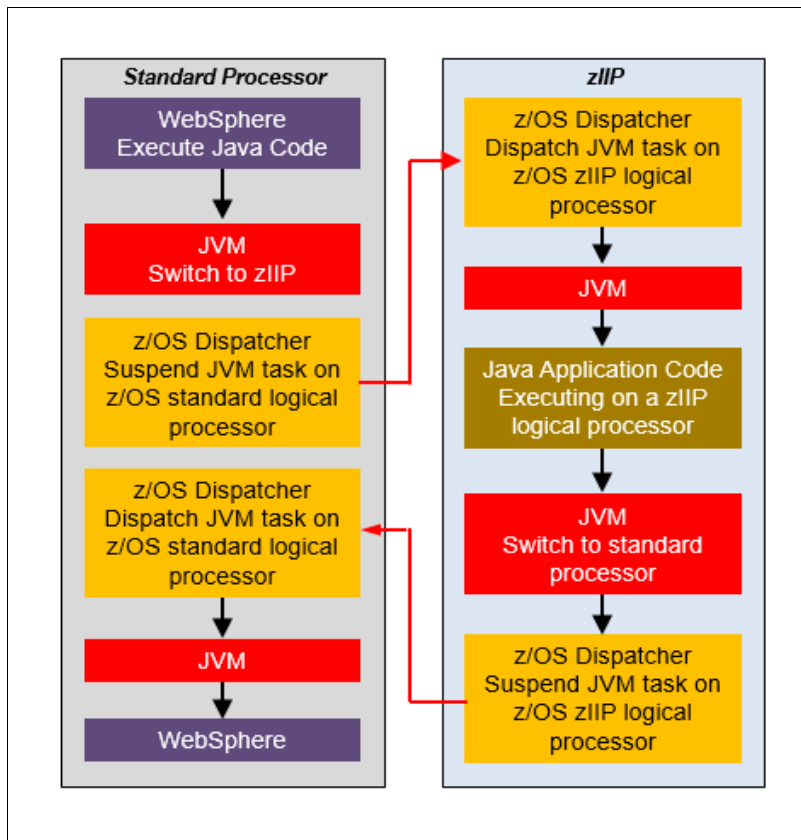 Standard Processor
WebSphere
Execute Java Code
JVM
Switch to zIIP
z/OS Dispatcher
Suspend JVM task on
z/OS standard logical
processor
z/OS Dispatcher
Dispatch JVM task on
z/OS standard logical
processor
JVM
WebSphere
zIIP
z/OS Dispatcher
Dispatch JVM task on
z/OS zIIP logical
processor
JVM
Java Application Code
Executing on a zIIP
logical processor
JVM
Switch to standard
processor
z/OS Dispatcher
Suspend JVM task on
z/OS zIIP logical
processor